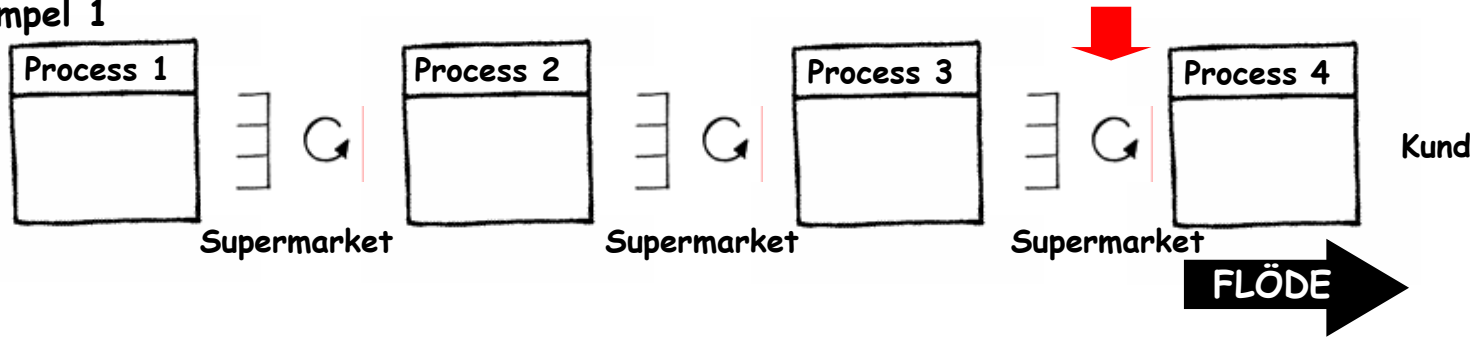 mpel 1
Process 1
Process 2
Process 3
Process 4
Kund
Supermarket
Supermarket
Supermarket
FLÖDE